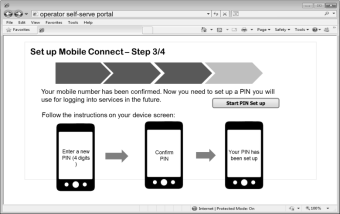 operator self-serve portal
File Edit View Favorites Tools Help
Favorites
Page Safety Tools
Set up Mobile Connect – Step 3/4
Your mobile number has been confirmed. Now you need to set up a PIN you will
use for logging into services in the future.
Start PIN Set up
Follow the instructions on your device screen:
Enter a new
PIN (4 digits
)
Confirm
PIN
Your PIN has
been set up
Internet | Protected Mode: On
100%